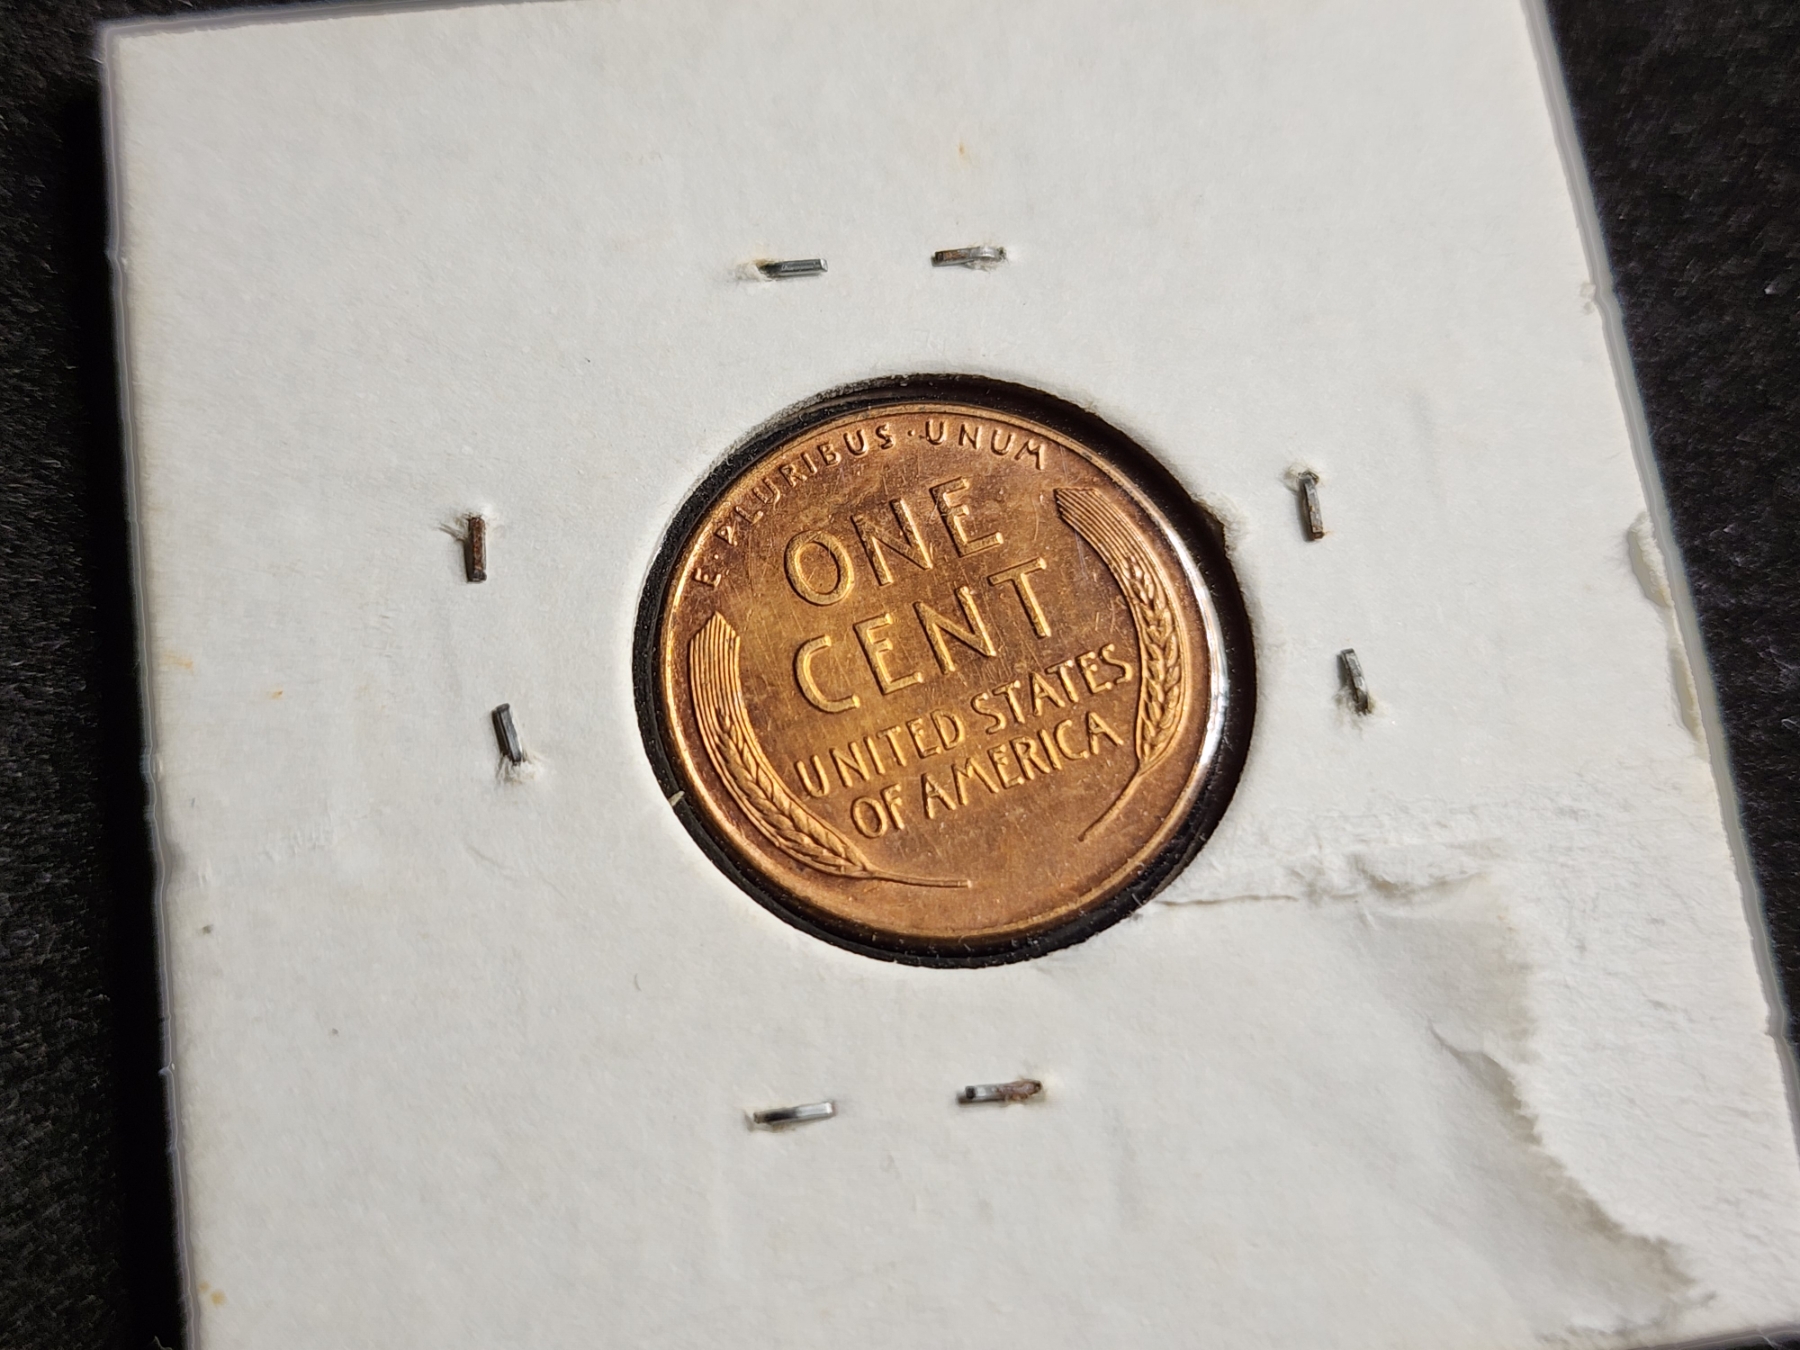 E·PLURIBUS·UNUM
ONE
CENT
UNITED STATES
OF AMERICA